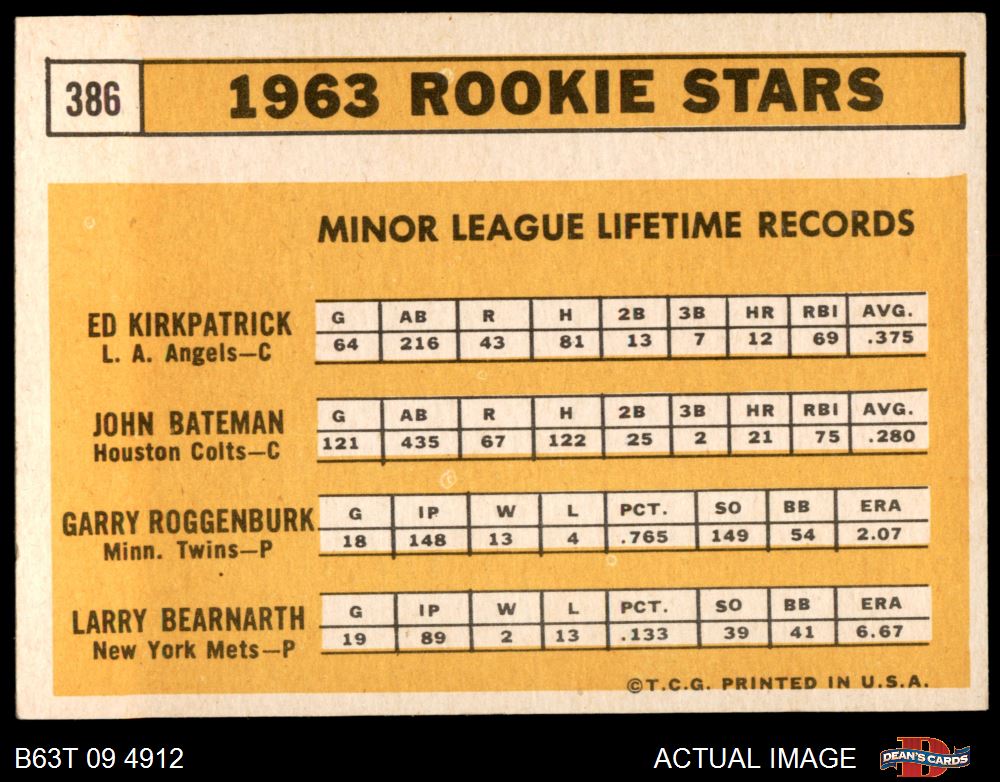 386 1963 ROOKIE STARS
MINOR LEAGUE LIFETIME RECORDS
ED KIRKPATRICK
L. A. Angels—C
G AB R H 2B 3B HR RBI AVG.
64 216 43 81 13 7 12 69 .375
JOHN BATEMAN
Houston Colts—C
G AB R H 2B 3B HR RBI AVG.
121 435 67 122 25 2 21 75 .280
GARRY ROGGENBURK
Minn. Twins—P
G IP W L PCT. SO BB ERA
18 148 13 4 .765 149 54 2.07
LARRY BEARNARTH
New York Mets—P
G IP W L PCT. SO BB ERA
19 89 2 13 .133 39 41 6.67
©T.C.G. PRINTED IN U.S.A.
B63T 09 4912 ACTUAL IMAGE DEAN'S CARDS